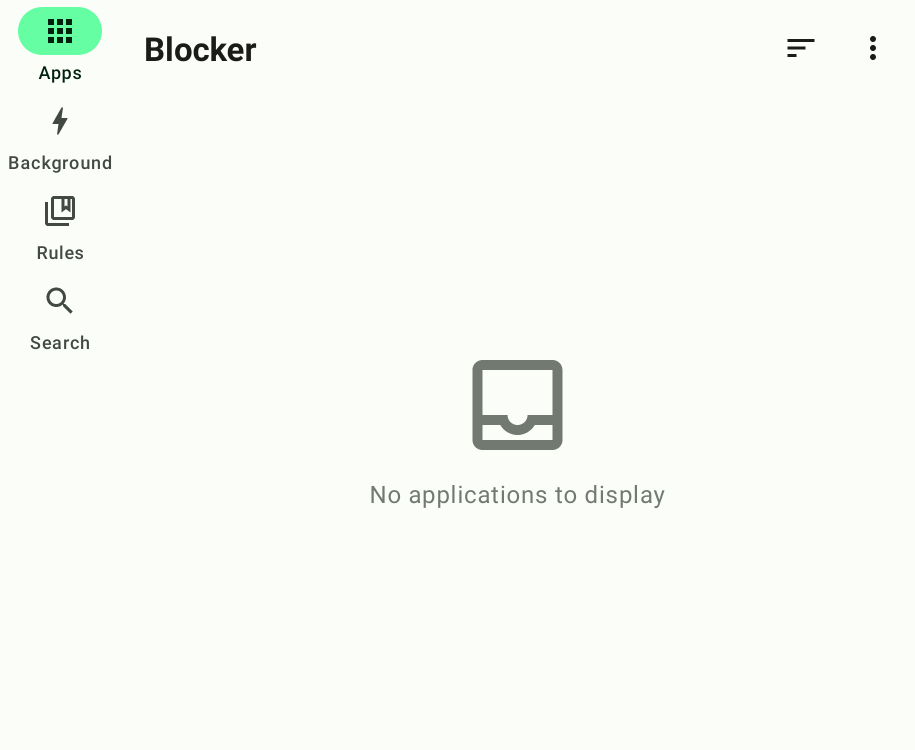 Blocker
Apps
Background
Rules
Search
No applications to display